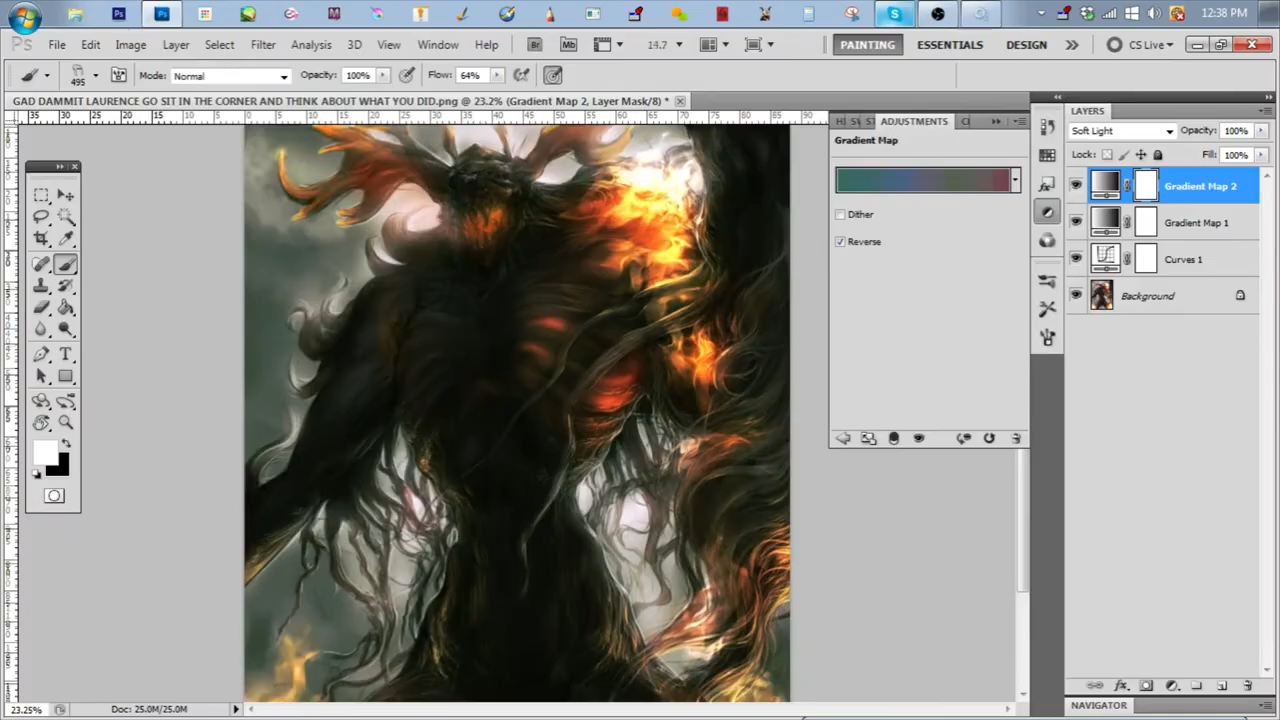 12:38 PM
Ps File Edit Image Layer Select Filter Analysis 3D View Window Help Br Mb 14.7 PAINTING ESSENTIALS DESIGN CS Live
495 Mode: Normal Opacity: 100% Flow: 64%
GAD DAMMIT LAURENCE GO SIT IN THE CORNER AND THINK ABOUT WHAT YOU DID.png @ 23.2% (Gradient Map 2, Layer Mask/8) *
ADJUSTMENTS
Gradient Map
Dither
Reverse
LAYERS
Soft Light Opacity: 100%
Lock: Fill: 100%
Gradient Map 2
Gradient Map 1
Curves 1
Background
NAVIGATOR
23.25% Doc: 25.0M/25.0M